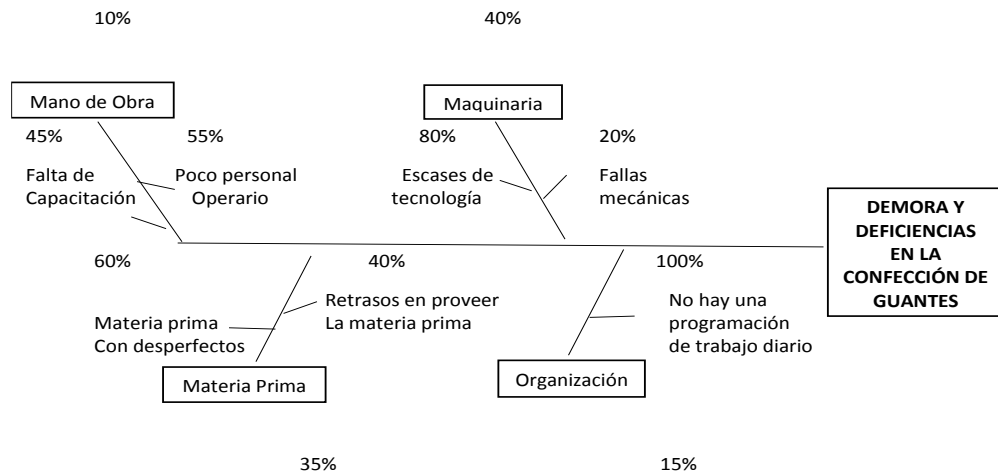 10%
40%
Mano de Obra
Maquinaria
45%
55%
80%
20%
Falta de
Capacitación
Poco personal
Operario
Escases de
tecnología
Fallas
mecánicas
DEMORA Y
DEFICIENCIAS
EN LA
CONFECCIÓN DE
GUANTES
60%
40%
100%
Materia prima
Con desperfectos
Retrasos en proveer
La materia prima
No hay una
programación
de trabajo diario
Materia Prima
Organización
35%
15%